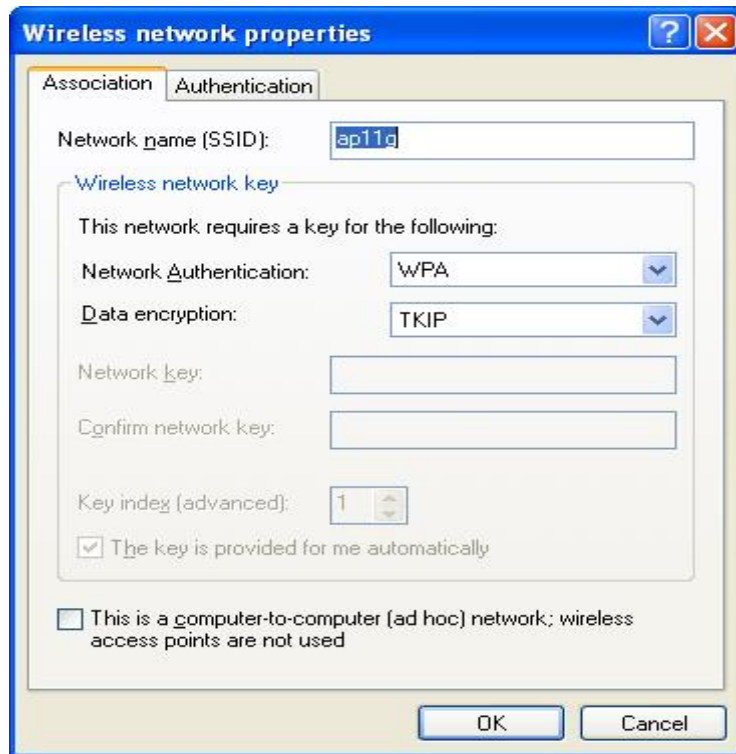 Wireless network properties
Association
Authentication
Network name (SSID):
ap11g
Wireless network key
This network requires a key for the following:
Network Authentication:
WPA
Data encryption:
TKIP
Network key:
Confirm network key:
Key index (advanced):
1
The key is provided for me automatically
This is a computer-to-computer (ad hoc) network; wireless
access points are not used
OK
Cancel